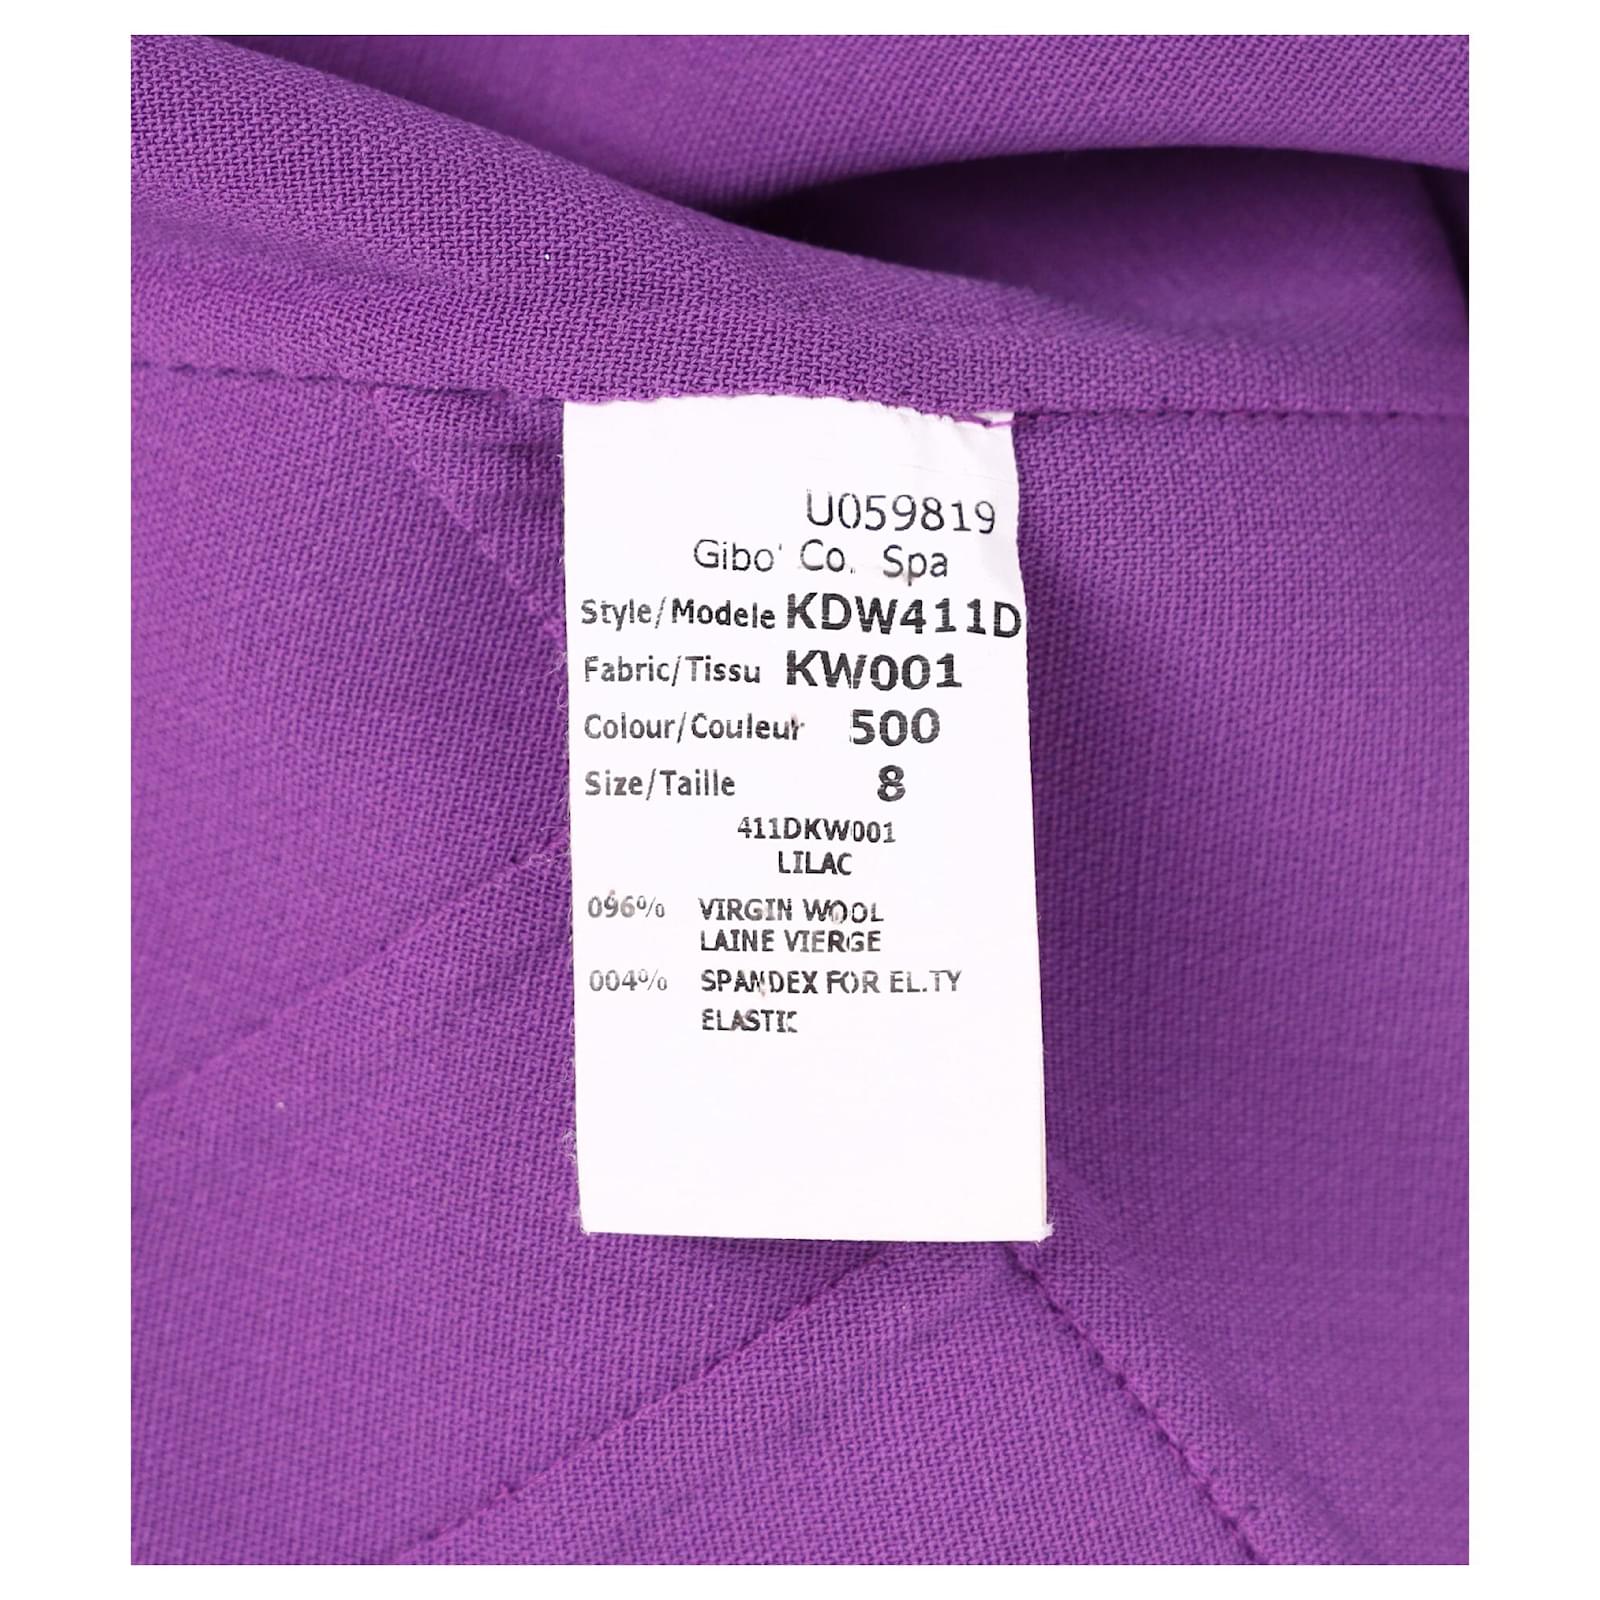 U059819
Gibo' Co. Spa
Style/Modele KDW411D
Fabric/Tissu KW001
Colour/Couleur 500
Size/Taille 8
411DKW001
LILAC
096% VIRGIN WOOL
LAINE VIERGE
004% SPANDEX FOR EL.TY
ELASTIC